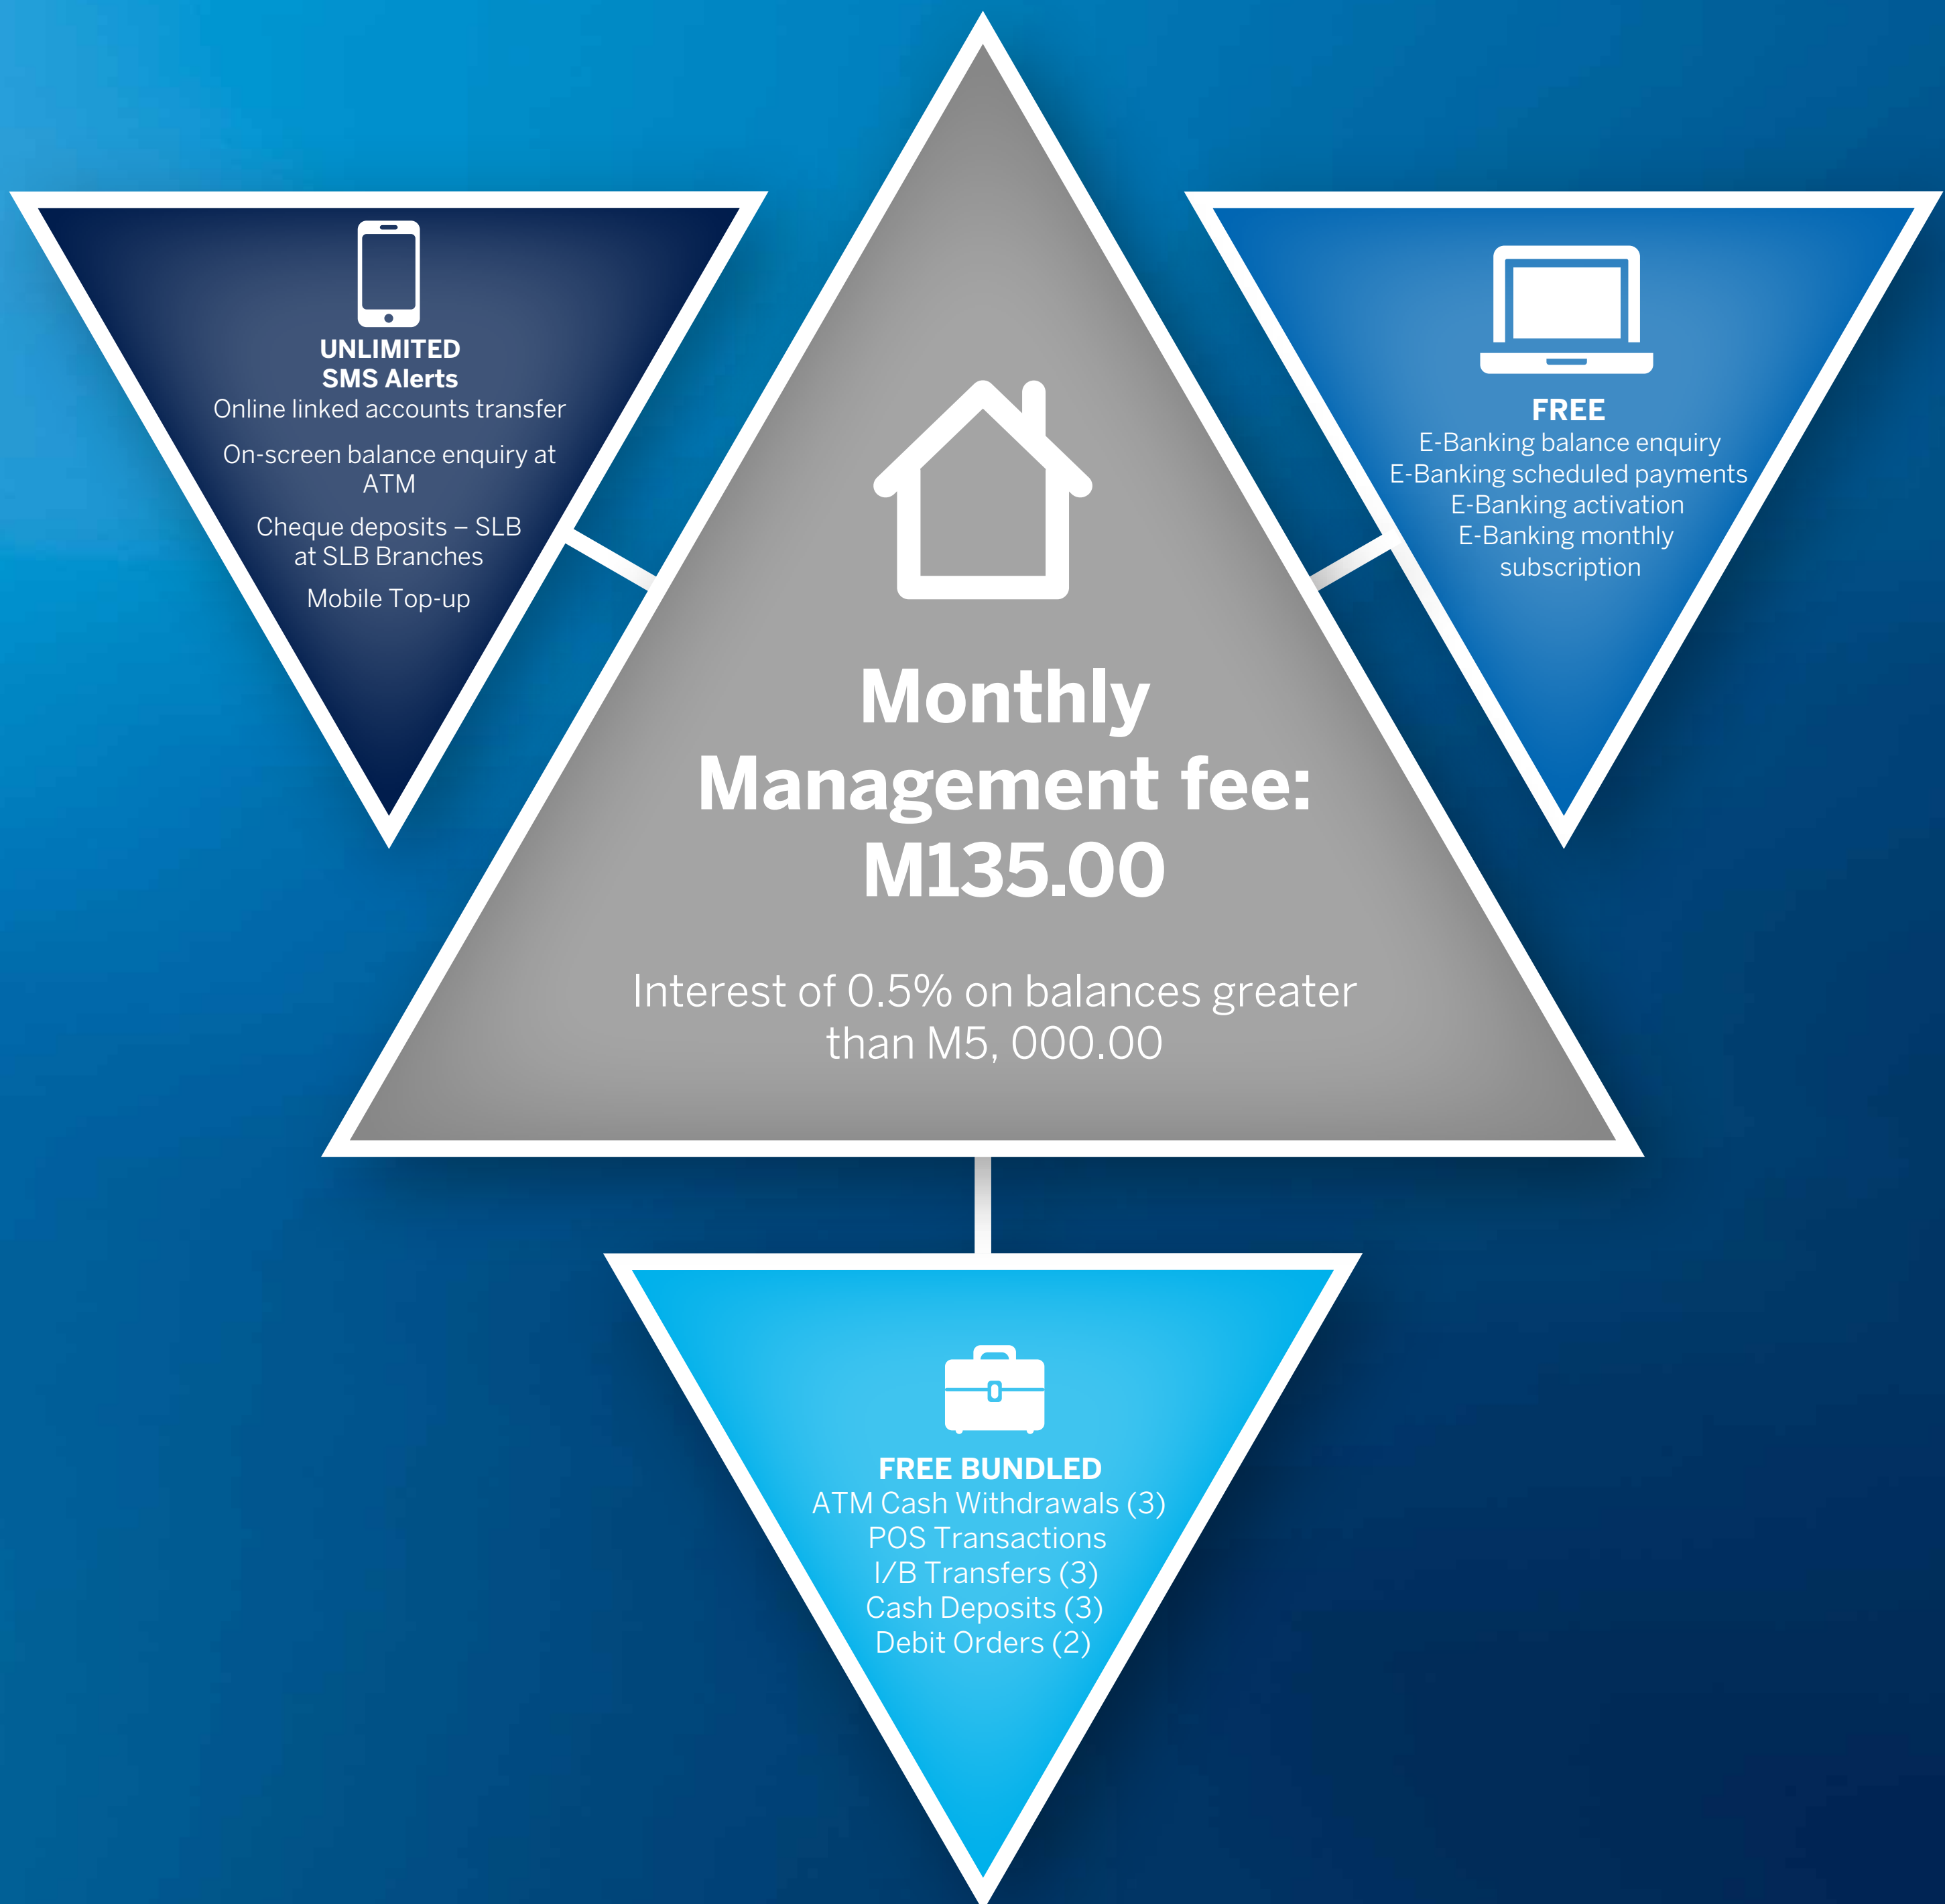 UNLIMITED
SMS Alerts
Online linked accounts transfer
On-screen balance enquiry at
ATM
Cheque deposits – SLB
at SLB Branches
Mobile Top-up
FREE
E-Banking balance enquiry
E-Banking scheduled payments
E-Banking activation
E-Banking monthly
subscription
Monthly
Management fee:
M135.00
Interest of 0.5% on balances greater
than M5, 000.00
FREE BUNDLED
ATM Cash Withdrawals (3)
POS Transactions
I/B Transfers (3)
Cash Deposits (3)
Debit Orders (2)